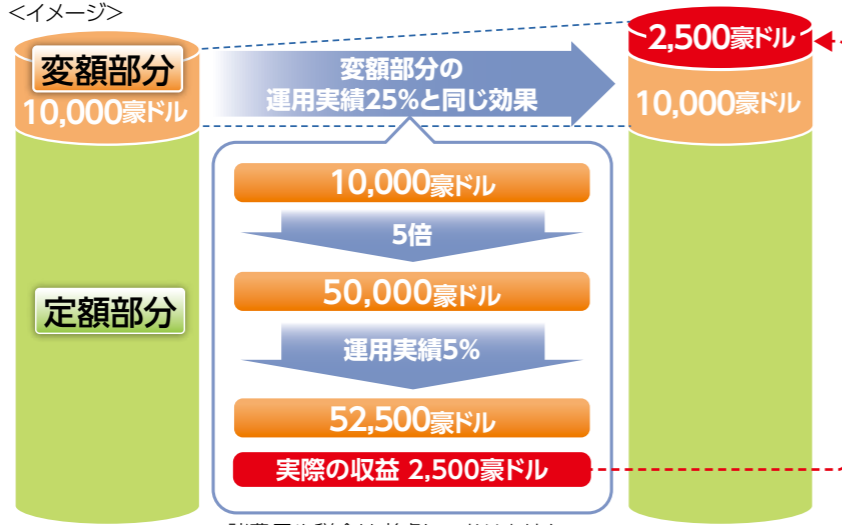 <イメージ>
変額部分
10,000豪ドル
定額部分
変額部分の
運用実績25%と同じ効果
10,000豪ドル
5倍
50,000豪ドル
運用実績5%
52,500豪ドル
実際の収益 2,500豪ドル
2,500豪ドル
10,000豪ドル